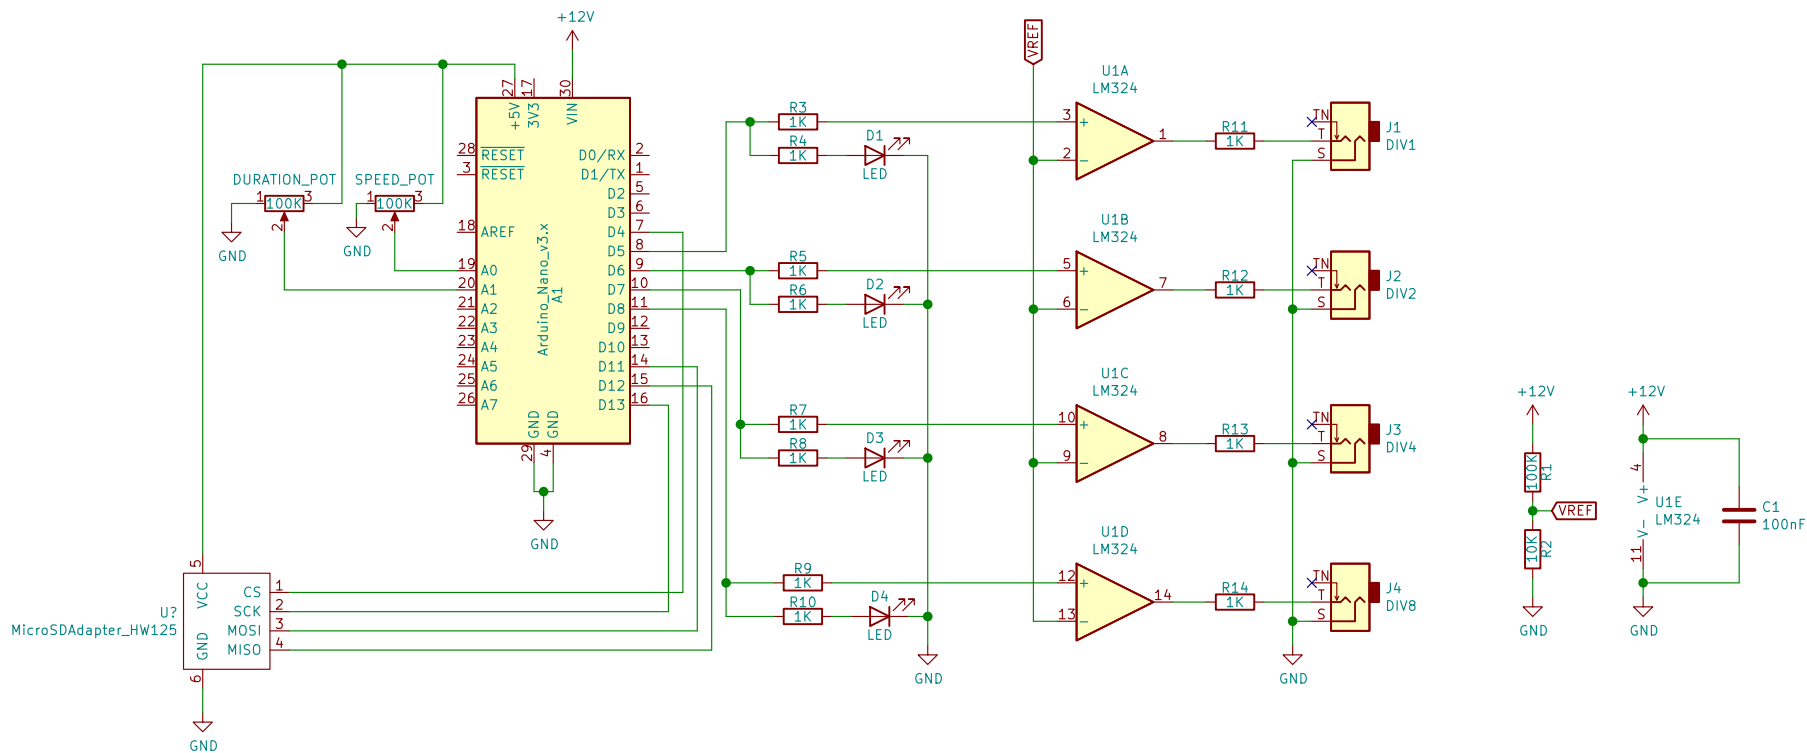 +12V
VREF
27
+5V
17
3V3
30
VIN
28 RESET
3 RESET
18 AREF
19 A0
20 A1
21 A2
22 A3
23 A4
24 A5
25 A6
26 A7
D0/RX 2
D1/TX 1
D2 5
D3 6
D4 7
D5 8
D6 9
D7 10
D8 11
D9 12
D10 13
D11 14
D12 15
D13 16
Arduino_Nano_v3.x
A1
GND
29
GND
4
GND
DURATION_POT
1 100K 3
2
GND
SPEED_POT
1 100K 3
2
GND
U?
MicroSDAdapter_HW125
5
VCC
CS 1
SCK 2
MOSI 3
MISO 4
GND
6
GND
R3
1K
R4
1K
D1
LED
R5
1K
R6
1K
D2
LED
R7
1K
R8
1K
D3
LED
R9
1K
R10
1K
D4
LED
GND
U1A
LM324
3 +
2 -
1
R11
1K
TN
T
S
J1
DIV1
U1B
LM324
5 +
6 -
7
R12
1K
TN
T
S
J2
DIV2
U1C
LM324
10 +
9 -
8
R13
1K
TN
T
S
J3
DIV4
U1D
LM324
12 +
13 -
14
R14
1K
TN
T
S
J4
DIV8
GND
+12V
100K
R1
VREF
10K
R2
GND
+12V
4
V+
U1E
LM324
V-
11
C1
100nF
GND